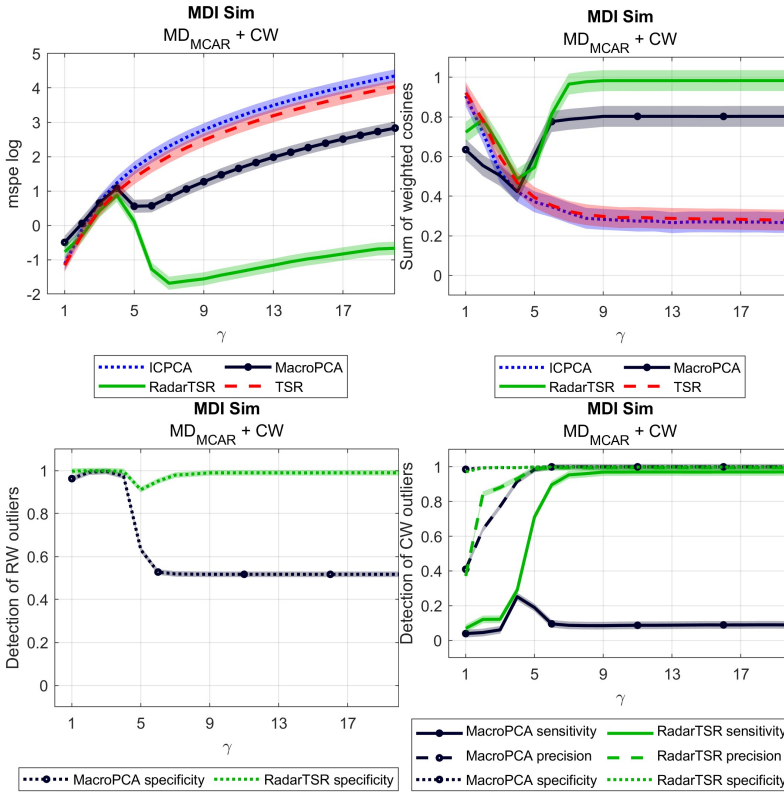 MDI Sim
MD_MCAR + CW
5
4
3
2
1
0
-1
-2
mspe log
1 5 9 13 17
γ
ICPCA MacroPCA
RadarTSR TSR
MDI Sim
MD_MCAR + CW
1
0.8
0.6
0.4
0.2
0
Sum of weighted cosines
1 5 9 13 17
γ
ICPCA MacroPCA
RadarTSR TSR
MDI Sim
MD_MCAR + CW
1
0.8
0.6
0.4
0.2
0
Detection of RW outliers
1 5 9 13 17
γ
MacroPCA specificity RadarTSR specificity
MDI Sim
MD_MCAR + CW
1
0.8
0.6
0.4
0.2
0
Detection of CW outliers
1 5 9 13 17
γ
MacroPCA sensitivity RadarTSR sensitivity
MacroPCA precision RadarTSR precision
MacroPCA specificity RadarTSR specificity